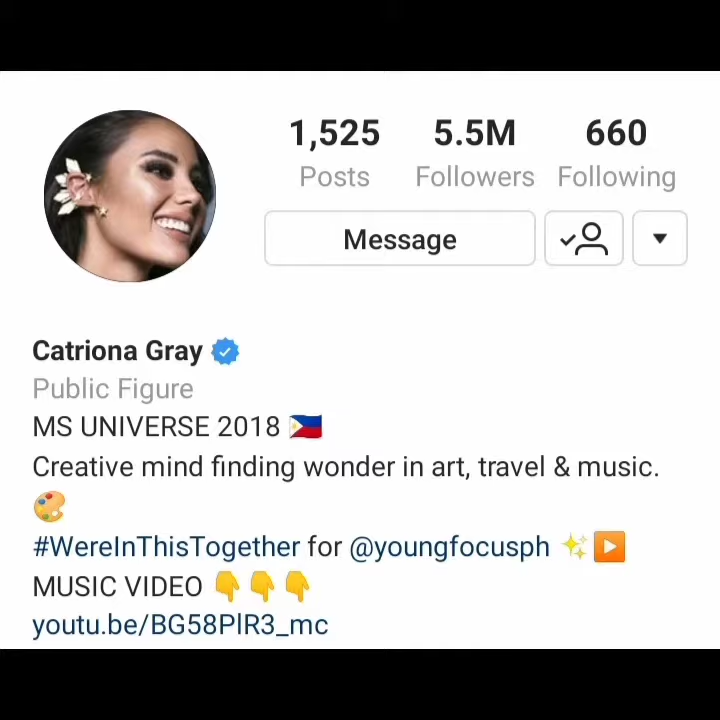 1,525 5.5M 660
Posts Followers Following
Message
Catriona Gray
Public Figure
MS UNIVERSE 2018 🇵🇭
Creative mind finding wonder in art, travel & music.
🎨
#WereInThisTogether for @youngfocusph ✨▶️
MUSIC VIDEO 👇👇👇
youtu.be/BG58PlR3_mc